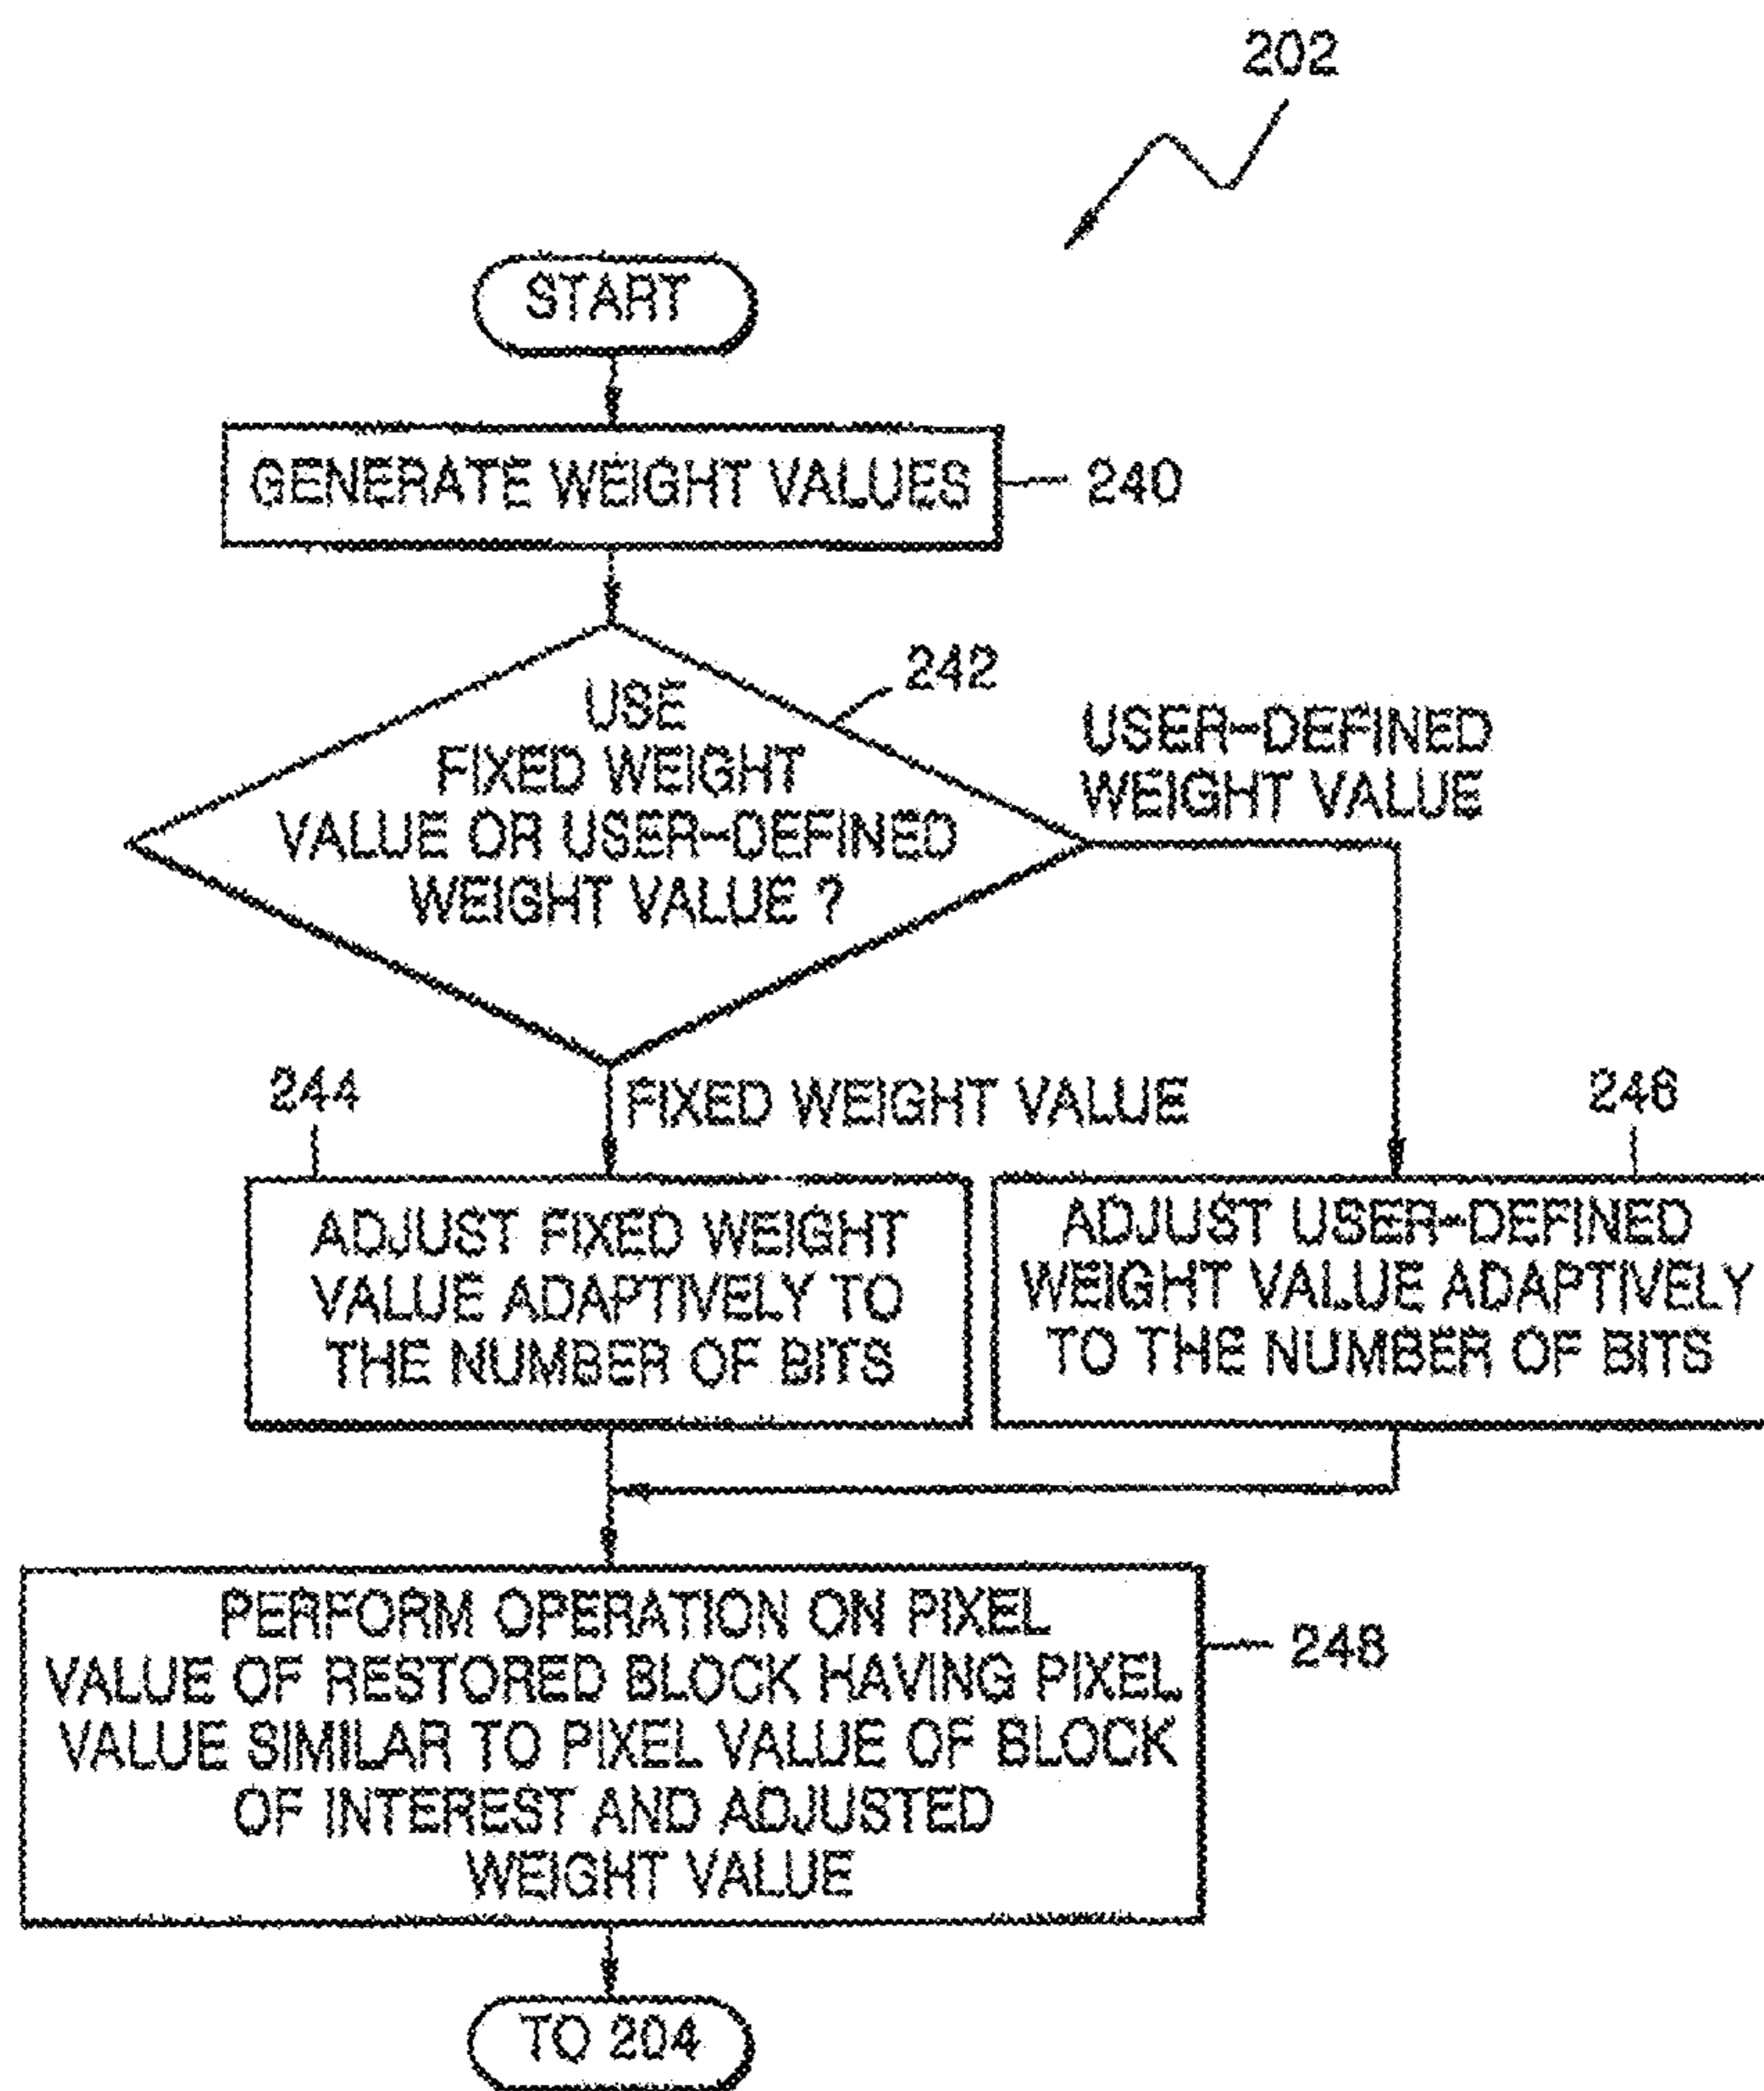 202
START
GENERATE WEIGHT VALUES
240
USE
FIXED WEIGHT
VALUE OR USER-DEFINED
WEIGHT VALUE ?
242
USER-DEFINED
WEIGHT VALUE
FIXED WEIGHT VALUE
244
ADJUST FIXED WEIGHT
VALUE ADAPTIVELY TO
THE NUMBER OF BITS
246
ADJUST USER-DEFINED
WEIGHT VALUE ADAPTIVELY
TO THE NUMBER OF BITS
PERFORM OPERATION ON PIXEL
VALUE OF RESTORED BLOCK HAVING PIXEL
VALUE SIMILAR TO PIXEL VALUE OF BLOCK
OF INTEREST AND ADJUSTED
WEIGHT VALUE
248
TO 204